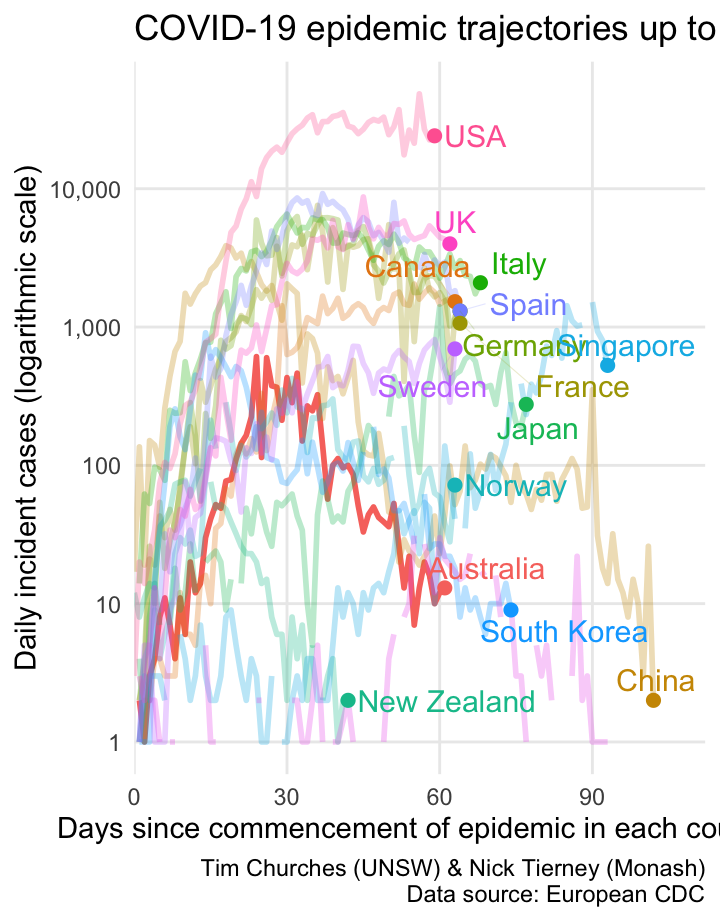 COVID-19 epidemic trajectories up to
Daily incident cases (logarithmic scale)
10,000
1,000
100
10
1
USA
UK
Italy
Canada
Spain
Germany
Singapore
Sweden
France
Japan
Norway
Australia
South Korea
China
New Zealand
0
30
60
90
Days since commencement of epidemic in each cou
Tim Churches (UNSW) & Nick Tierney (Monash)
Data source: European CDC